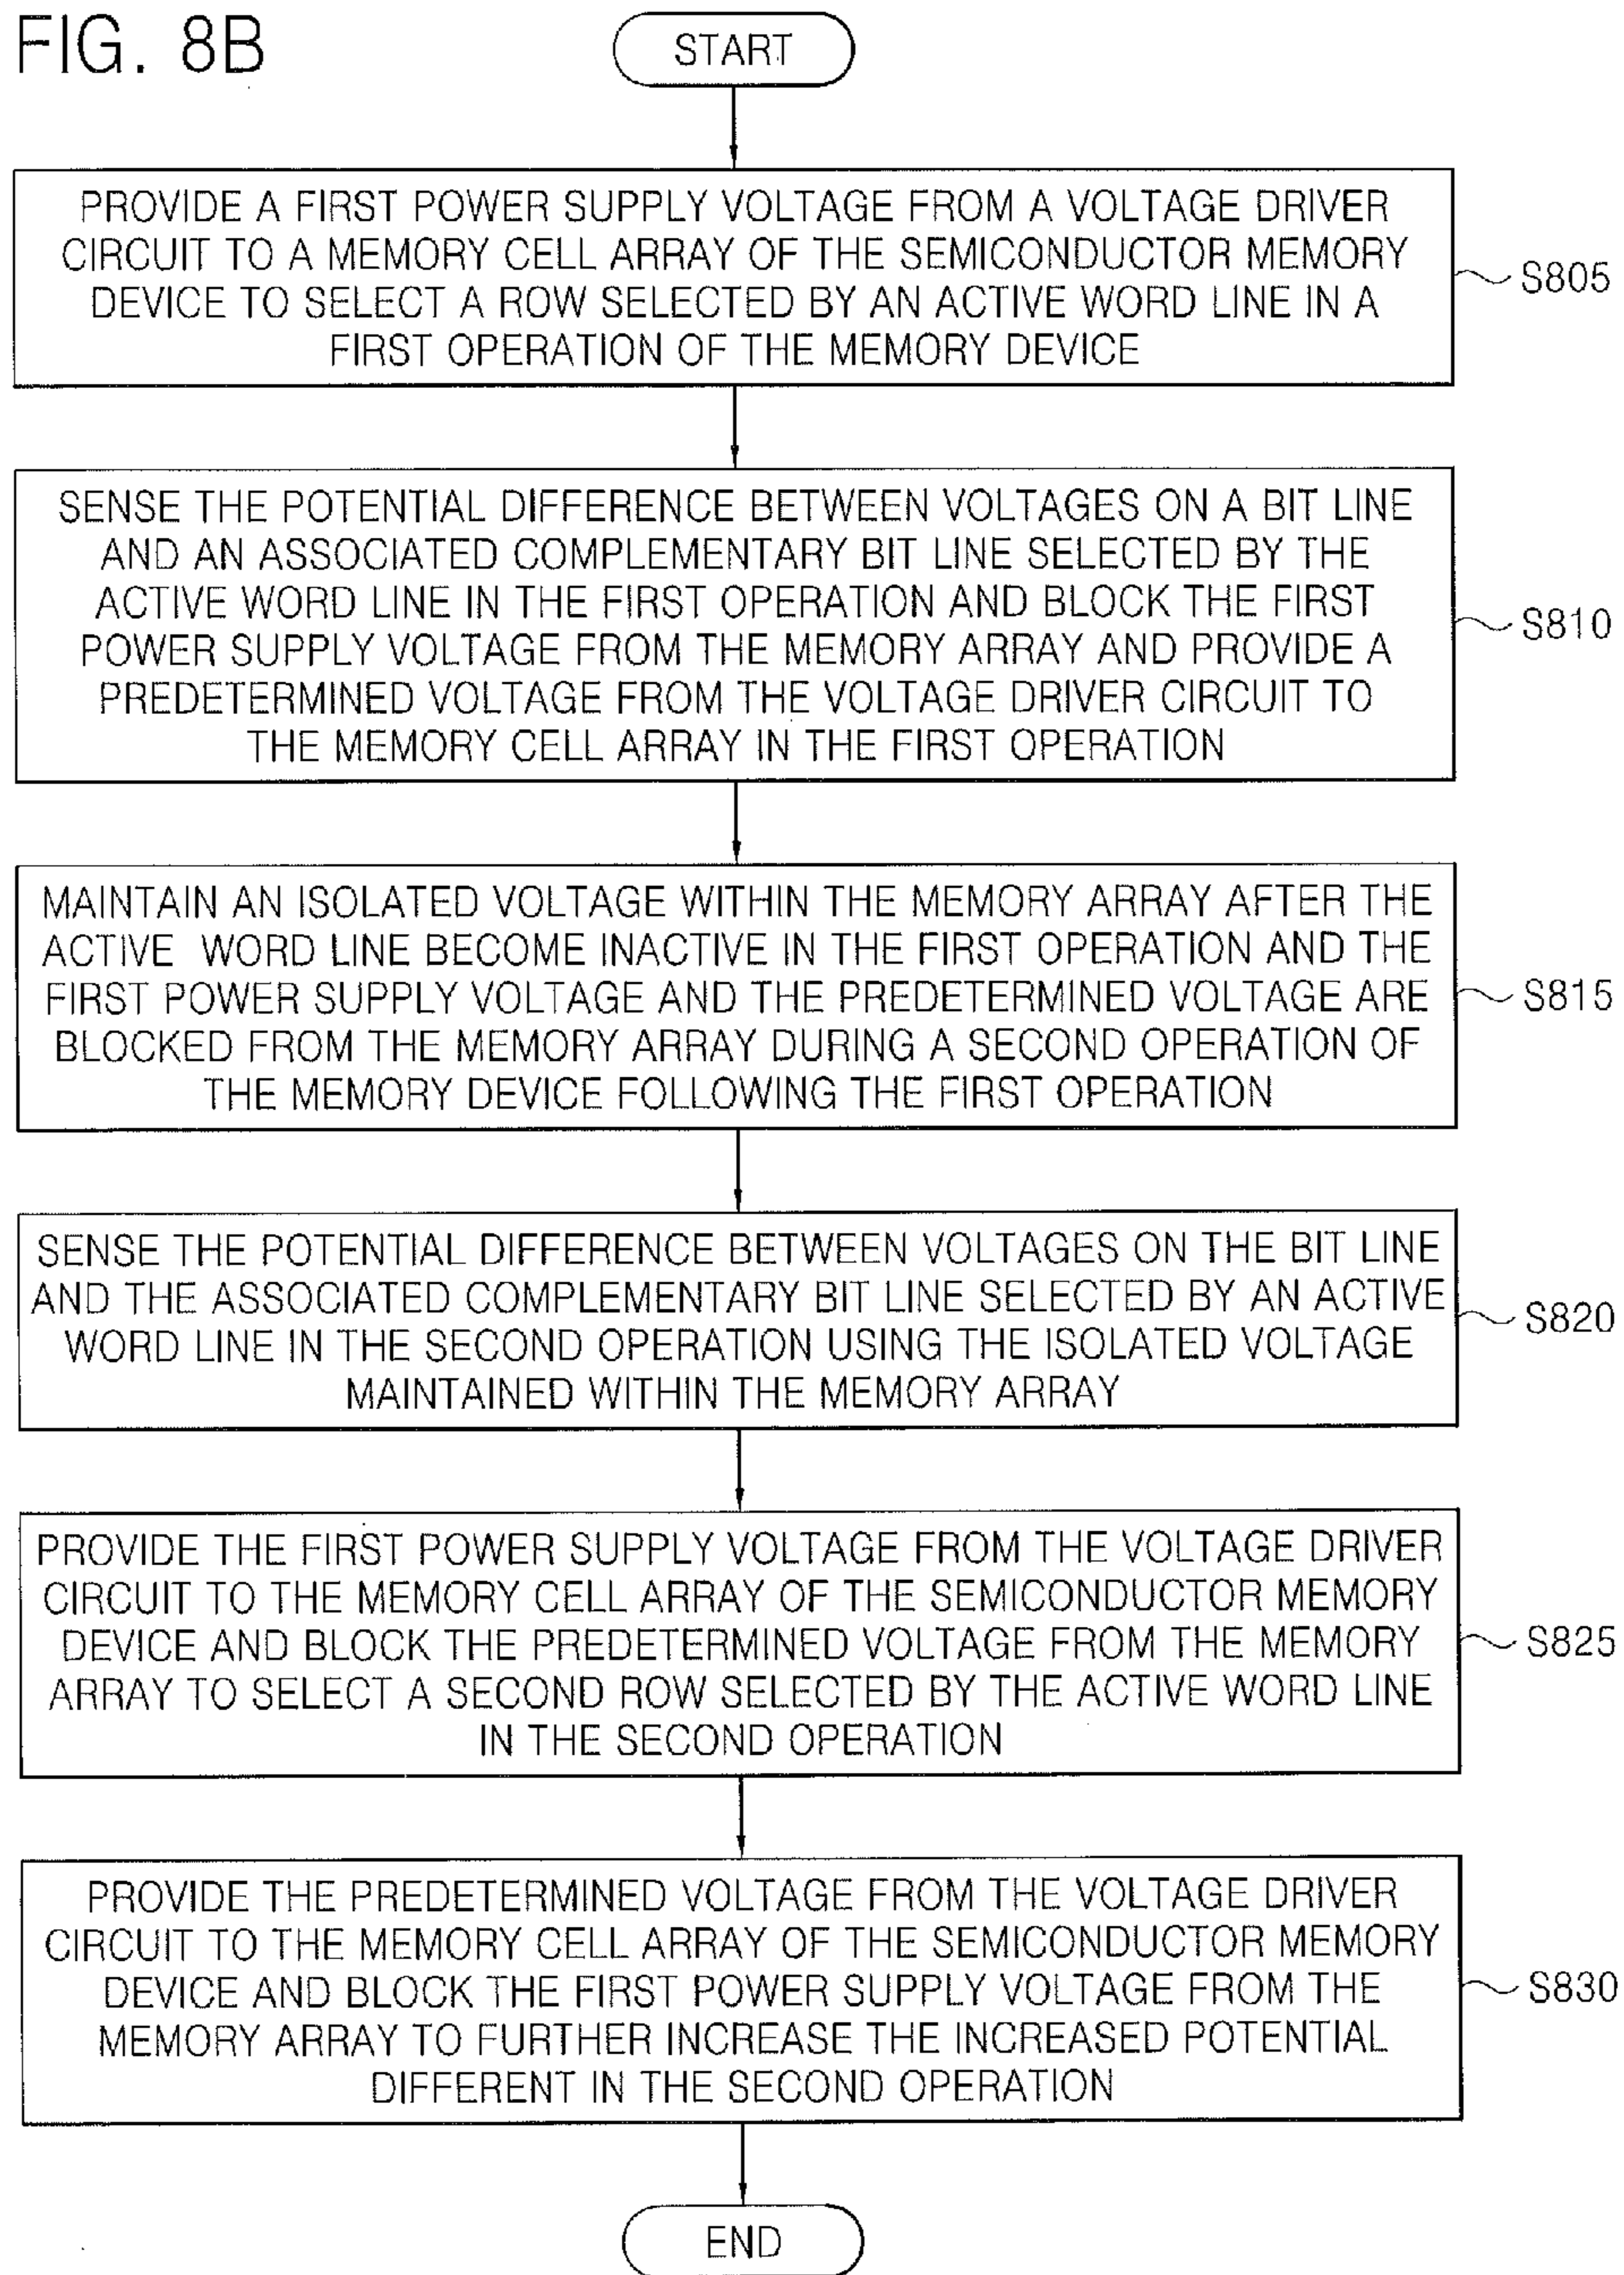 FIG. 8B
START
PROVIDE A FIRST POWER SUPPLY VOLTAGE FROM A VOLTAGE DRIVER
CIRCUIT TO A MEMORY CELL ARRAY OF THE SEMICONDUCTOR MEMORY
DEVICE TO SELECT A ROW SELECTED BY AN ACTIVE WORD LINE IN A
FIRST OPERATION OF THE MEMORY DEVICE
S805
SENSE THE POTENTIAL DIFFERENCE BETWEEN VOLTAGES ON A BIT LINE
AND AN ASSOCIATED COMPLEMENTARY BIT LINE SELECTED BY THE
ACTIVE WORD LINE IN THE FIRST OPERATION AND BLOCK THE FIRST
POWER SUPPLY VOLTAGE FROM THE MEMORY ARRAY AND PROVIDE A
PREDETERMINED VOLTAGE FROM THE VOLTAGE DRIVER CIRCUIT TO
THE MEMORY CELL ARRAY IN THE FIRST OPERATION
S810
MAINTAIN AN ISOLATED VOLTAGE WITHIN THE MEMORY ARRAY AFTER THE
ACTIVE WORD LINE BECOME INACTIVE IN THE FIRST OPERATION AND THE
FIRST POWER SUPPLY VOLTAGE AND THE PREDETERMINED VOLTAGE ARE
BLOCKED FROM THE MEMORY ARRAY DURING A SECOND OPERATION OF
THE MEMORY DEVICE FOLLOWING THE FIRST OPERATION
S815
SENSE THE POTENTIAL DIFFERENCE BETWEEN VOLTAGES ON THE BIT LINE
AND THE ASSOCIATED COMPLEMENTARY BIT LINE SELECTED BY AN ACTIVE
WORD LINE IN THE SECOND OPERATION USING THE ISOLATED VOLTAGE
MAINTAINED WITHIN THE MEMORY ARRAY
S820
PROVIDE THE FIRST POWER SUPPLY VOLTAGE FROM THE VOLTAGE DRIVER
CIRCUIT TO THE MEMORY CELL ARRAY OF THE SEMICONDUCTOR MEMORY
DEVICE AND BLOCK THE PREDETERMINED VOLTAGE FROM THE MEMORY
ARRAY TO SELECT A SECOND ROW SELECTED BY THE ACTIVE WORD LINE
IN THE SECOND OPERATION
S825
PROVIDE THE PREDETERMINED VOLTAGE FROM THE VOLTAGE DRIVER
CIRCUIT TO THE MEMORY CELL ARRAY OF THE SEMICONDUCTOR MEMORY
DEVICE AND BLOCK THE FIRST POWER SUPPLY VOLTAGE FROM THE
MEMORY ARRAY TO FURTHER INCREASE THE INCREASED POTENTIAL
DIFFERENT IN THE SECOND OPERATION
S830
END